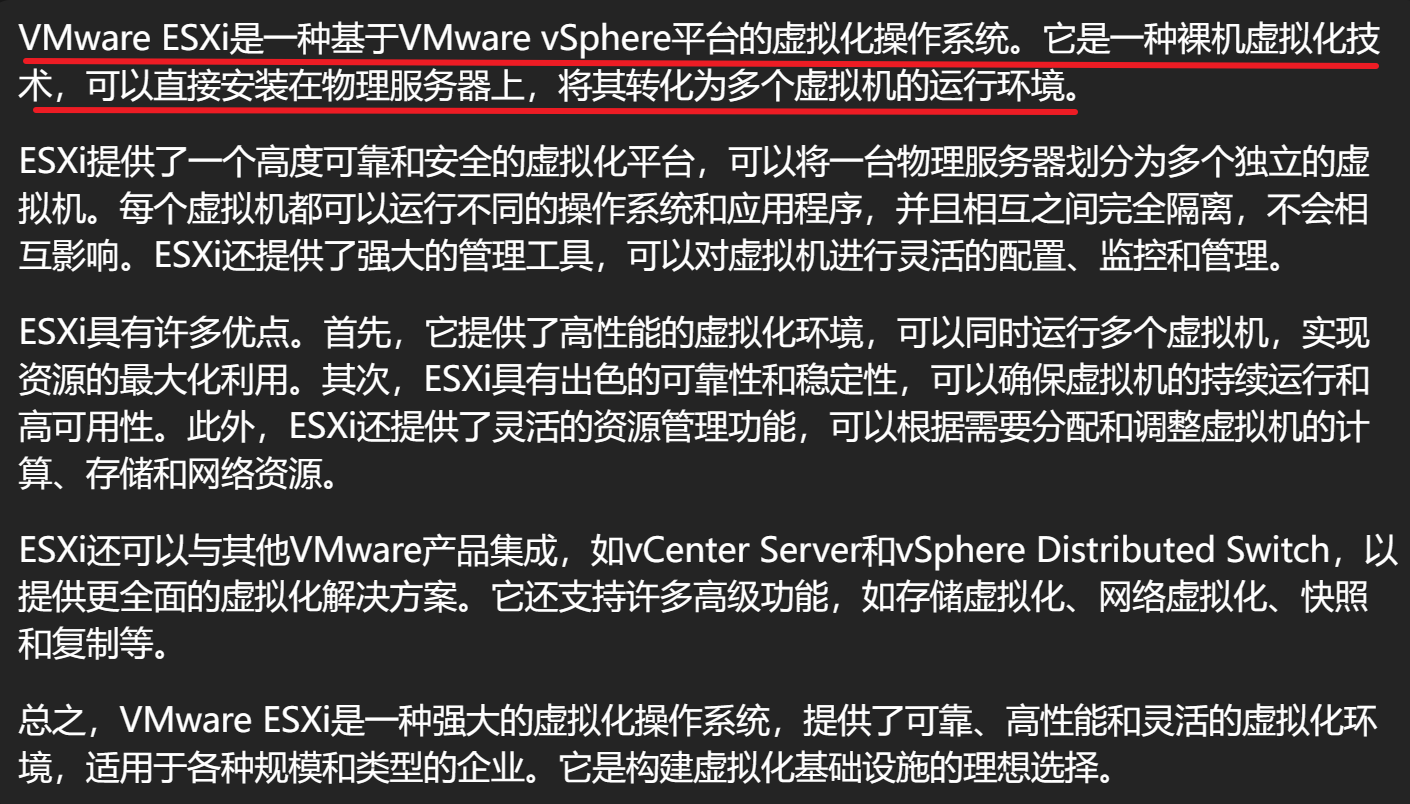 VMware ESXi是一种基于VMware vSphere平台的虚拟化操作系统。它是一种裸机虚拟化技
术，可以直接安装在物理服务器上，将其转化为多个虚拟机的运行环境。
ESXi提供了一个高度可靠和安全的虚拟化平台，可以将一台物理服务器划分为多个独立的虚
拟机。每个虚拟机都可以运行不同的操作系统和应用程序，并且相互之间完全隔离，不会相
互影响。ESXi还提供了强大的管理工具，可以对虚拟机进行灵活的配置、监控和管理。
ESXi具有许多优点。首先，它提供了高性能的虚拟化环境，可以同时运行多个虚拟机，实现
资源的最大化利用。其次，ESXi具有出色的可靠性和稳定性，可以确保虚拟机的持续运行和
高可用性。此外，ESXi还提供了灵活的资源管理功能，可以根据需要分配和调整虚拟机的计
算、存储和网络资源。
ESXi还可以与其他VMware产品集成，如vCenter Server和vSphere Distributed Switch，以
提供更全面的虚拟化解决方案。它还支持许多高级功能，如存储虚拟化、网络虚拟化、快照
和复制等。
总之，VMware ESXi是一种强大的虚拟化操作系统，提供了可靠、高性能和灵活的虚拟化环
境，适用于各种规模和类型的企业。它是构建虚拟化基础设施的理想选择。